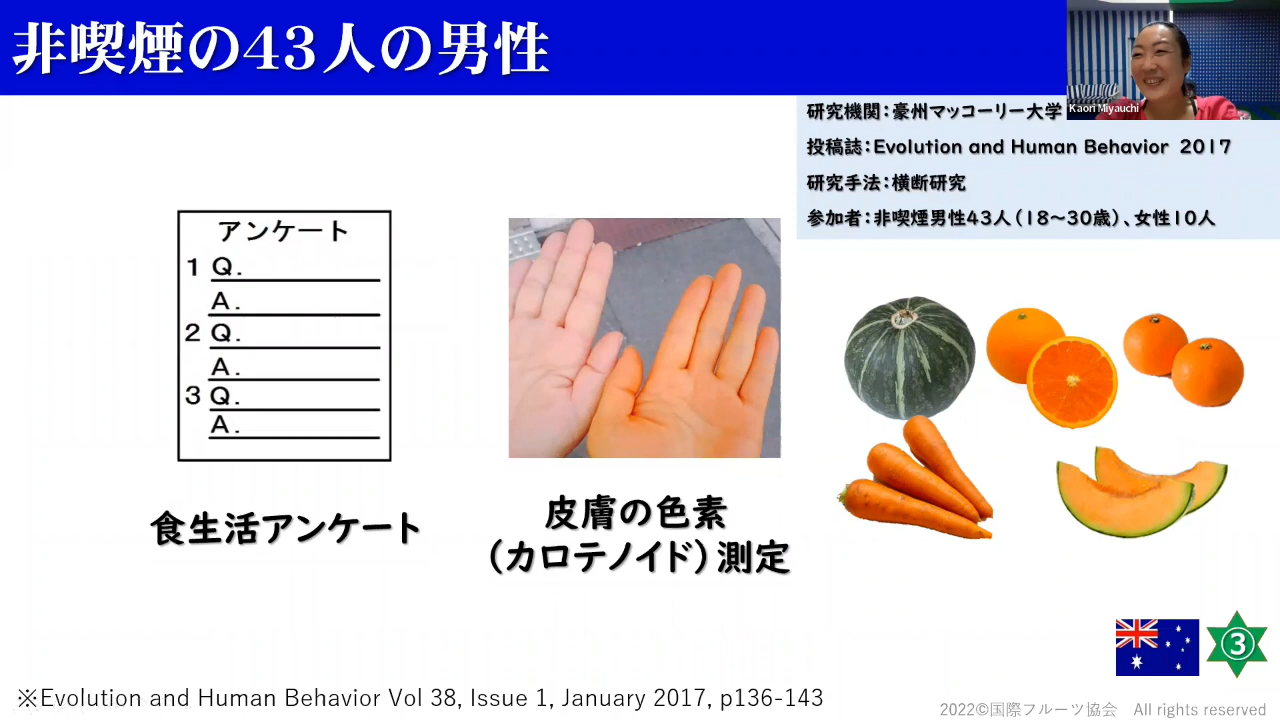 非喫煙の43人の男性
Kaori Miyauchi
研究機関：豪州マッコーリー大学
投稿誌：Evolution and Human Behavior 2017
研究手法：横断研究
参加者：非喫煙男性43人（18～30歳）、女性10人
アンケート
1 Q.
A.
2 Q.
A.
3 Q.
A.
食生活アンケート
皮膚の色素
（カロテノイド）測定
③
※Evolution and Human Behavior Vol 38, Issue 1, January 2017, p136-143
2022©国際フルーツ協会 All rights reserved